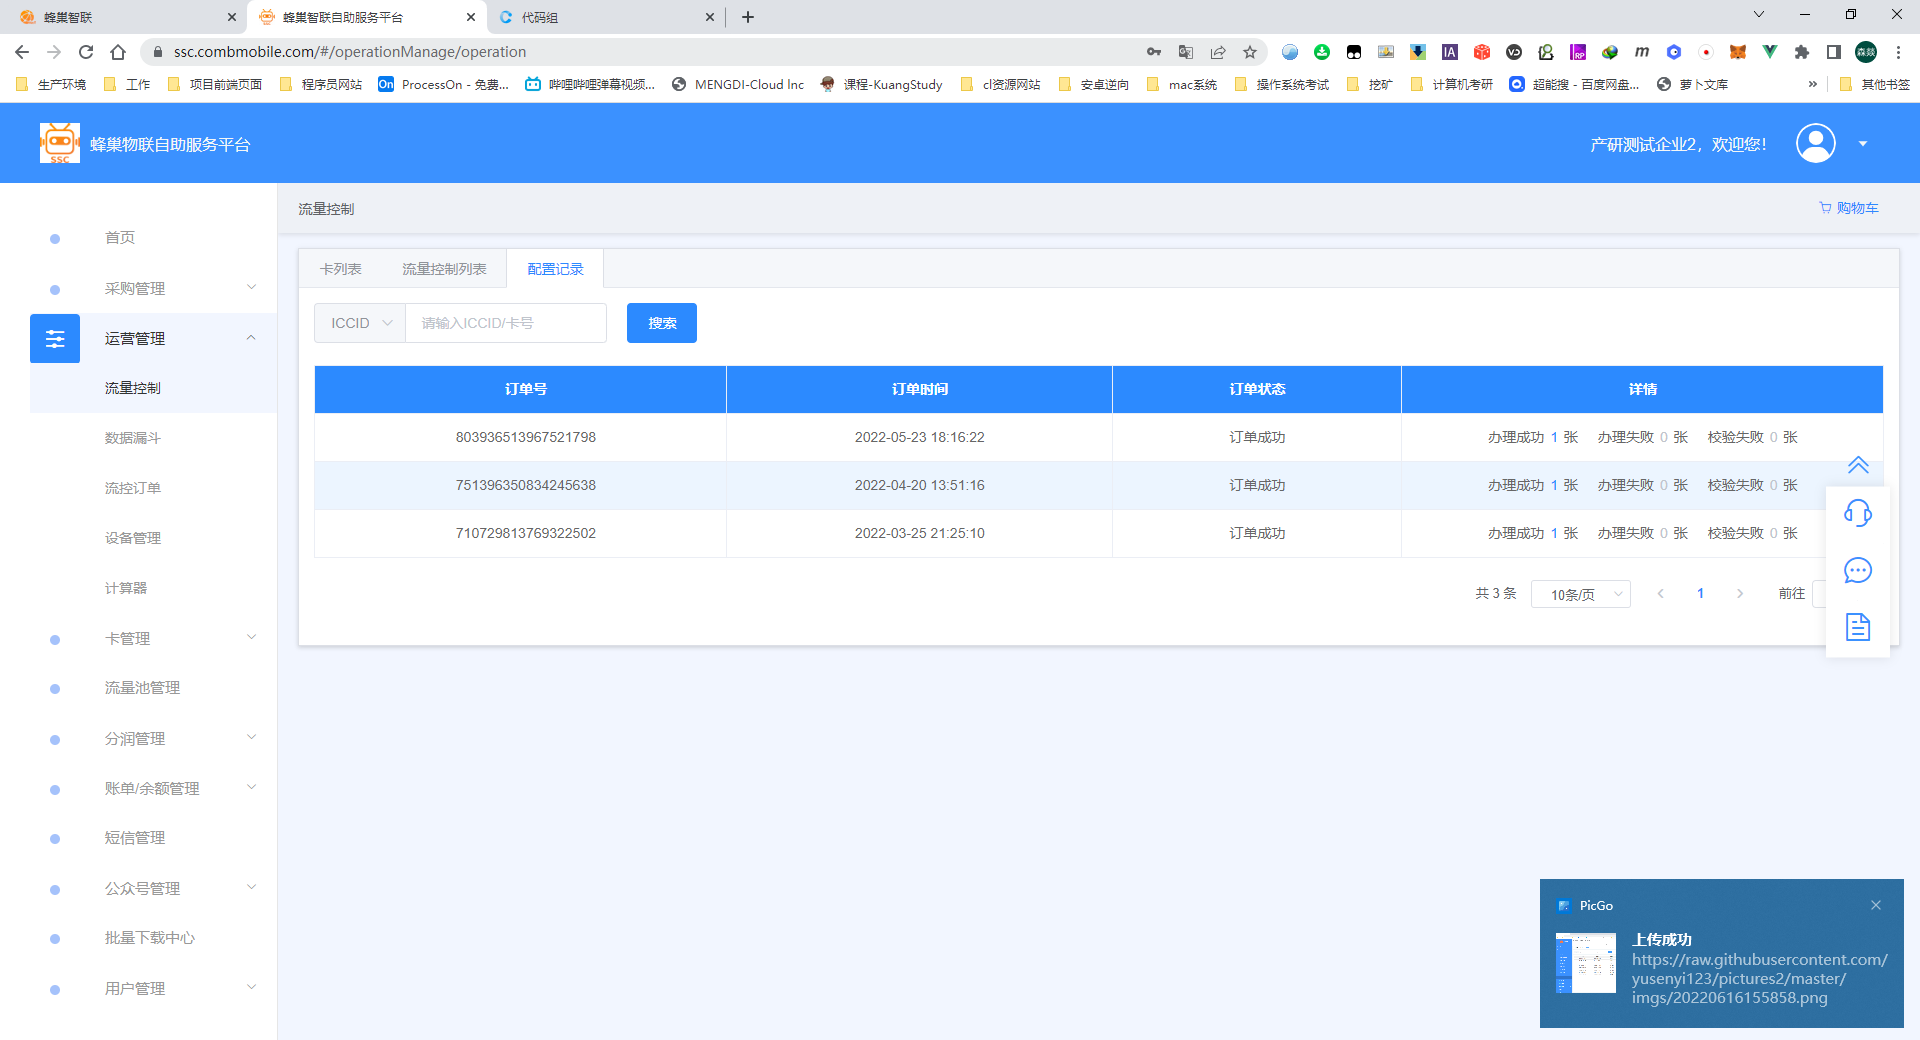 蜂巢智联
蜂巢智联自助服务平台
代码组
ssc.combmobile.com/#/operationManage/operation
生产环境
工作
项目前端页面
程序员网站
ProcessOn - 免费...
哔哩哔哩弹幕视频...
MENGDI-Cloud lnc
课程-KuangStudy
cl资源网站
安卓逆向
mac系统
操作系统考试
挖矿
计算机考研
超能搜 - 百度网盘...
萝卜文库
»
其他书签
SSC
蜂巢物联自助服务平台
产研测试企业2，欢迎您!
首页
采购管理
运营管理
流量控制
数据漏斗
流控订单
设备管理
计算器
卡管理
流量池管理
分润管理
账单/余额管理
短信管理
公众号管理
批量下载中心
用户管理
流量控制
购物车
卡列表
流量控制列表
配置记录
ICCID
请输入ICCID/卡号
搜索
订单号 订单时间 订单状态 详情
803936513967521798 2022-05-23 18:16:22 订单成功 办理成功 1 张 办理失败 0 张 校验失败 0 张
751396350834245638 2022-04-20 13:51:16 订单成功 办理成功 1 张 办理失败 0 张 校验失败 0 张
710729813769322502 2022-03-25 21:25:10 订单成功 办理成功 1 张 办理失败 0 张 校验失败 0 张
共 3 条 10条/页 1 前往
PicGo
上传成功
https://raw.githubusercontent.com/
yusenyi123/pictures2/master/
imgs/20220616155858.png